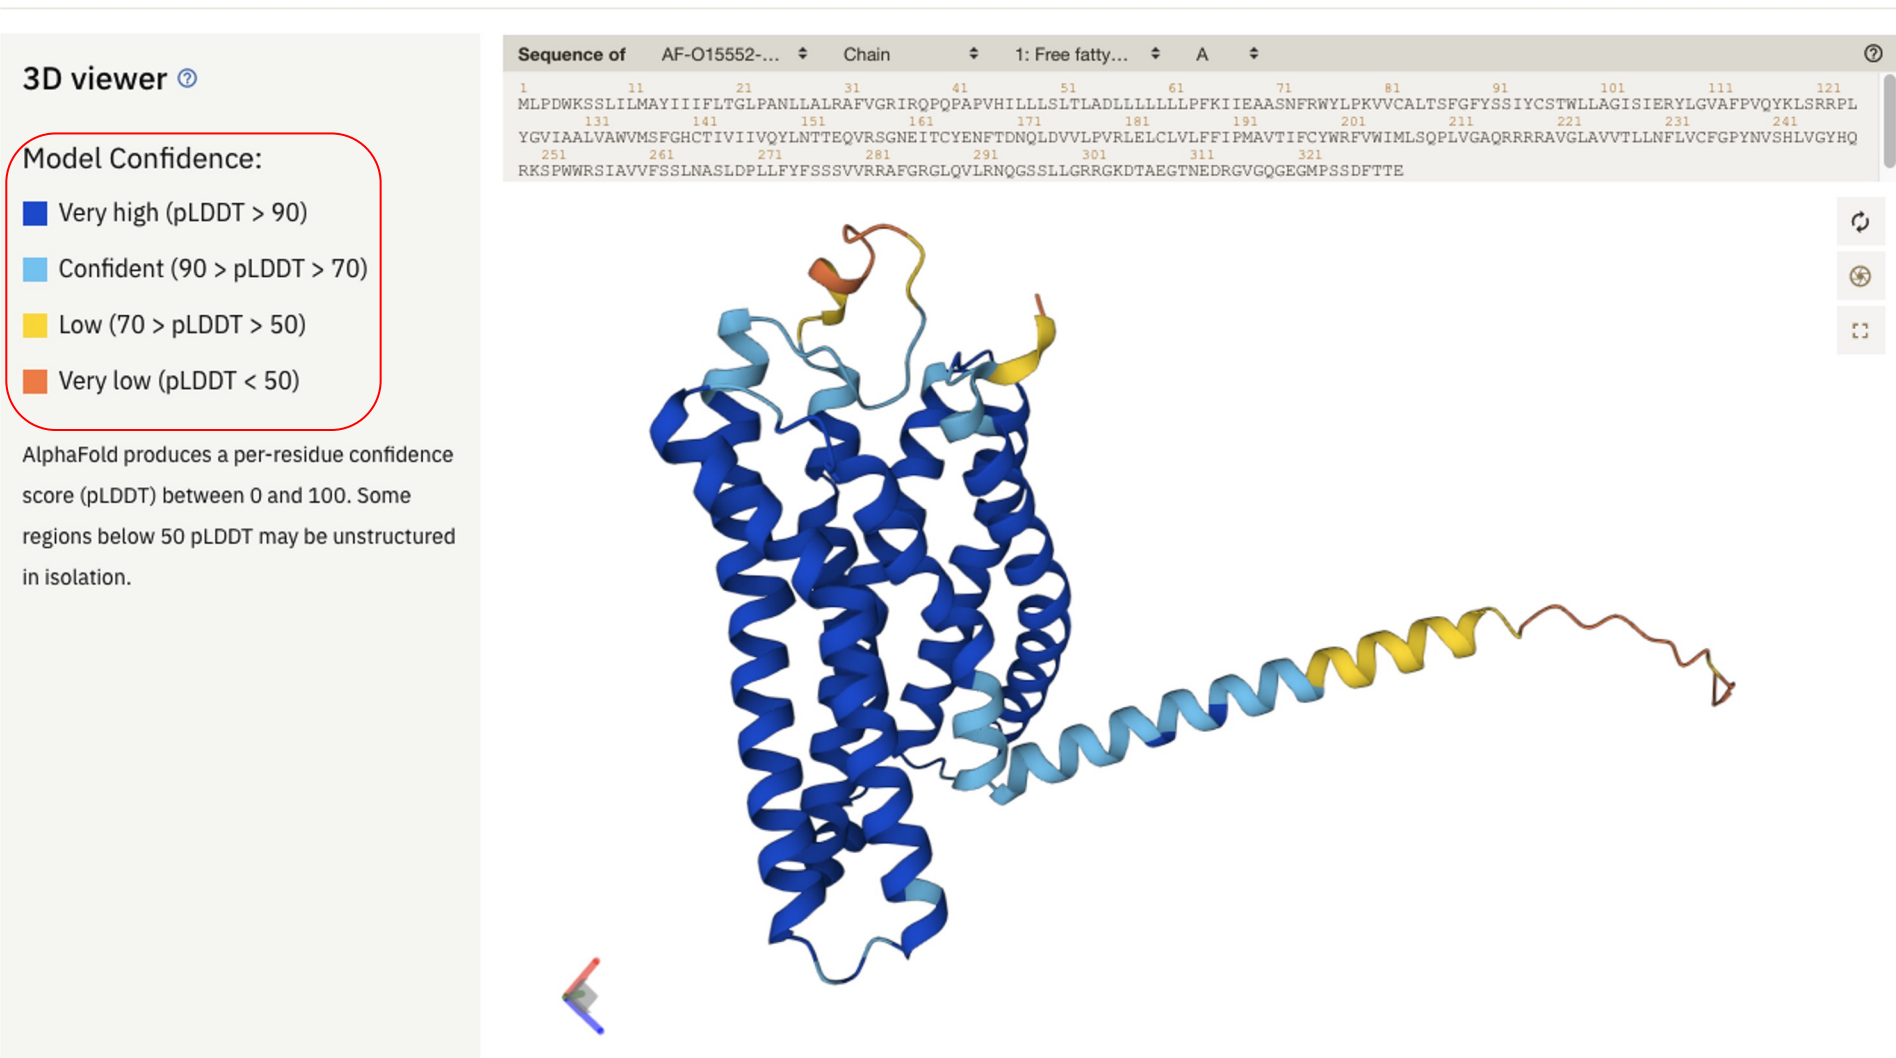 3D viewer
Model Confidence:
Very high (pLDDT > 90)
Confident (90 > pLDDT > 70)
Low (70 > pLDDT > 50)
Very low (pLDDT < 50)
AlphaFold produces a per-residue confidence
score (pLDDT) between 0 and 100. Some
regions below 50 pLDDT may be unstructured
in isolation.
Sequence of AF-O15552-... Chain 1: Free fatty... A
1 11 21 31 41 51 61 71 81 91 101 111 121
MLPDWKSSLILMAYIIIFLTGLPANLLALRAFVGRIRQPQPAPVHILLLSLTLADLLLLLLLPFKIIEAASNFRWYLPKVVCALTSFGFYSSIYCSTWLLAGISIERYLGVAFPVQYKLSRRPL
131 141 151 161 171 181 191 201 211 221 231 241
YGVIAALVAWVMSFGHCTIVIIVQYLNTTEQVRSGNEITCYENFTDNQLDVVLPVRLELCLVLFFIPMAVTIFCYWRFVWIMLSQPLVGAQRRRRAVGLAVVTLLNFLVCFGPYNVSHLVGYHQ
251 261 271 281 291 301 311 321
RKSPWWRSIAVVFSSLNASLDPLLFYFSSSVVRRAFGRGLQVLRNQGSSLLGRRGKDTAEGTNEDRGVGQGEGMPSSDFTTE